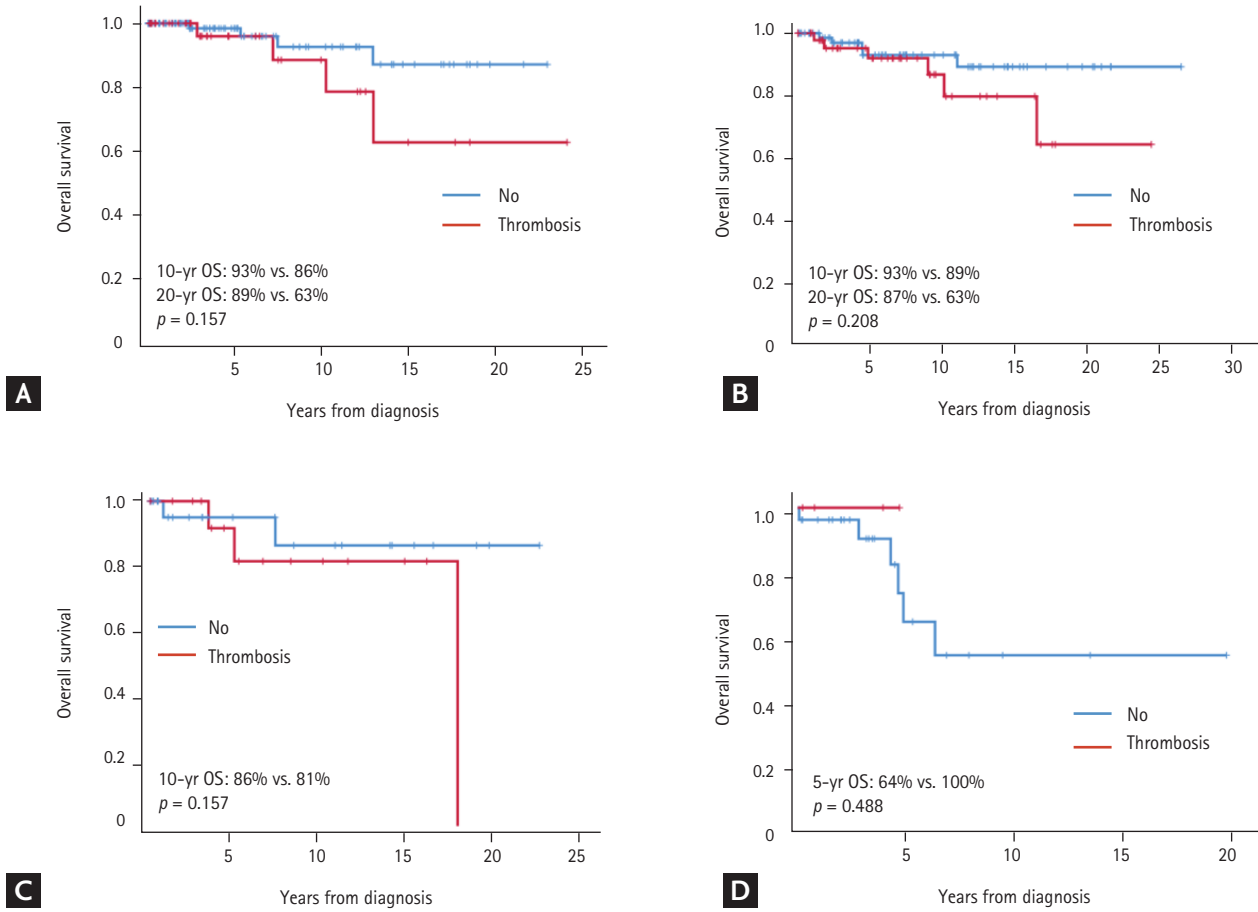 1.0
0.8
0.6
0.4
0.2
0
Overall survival
No
Thrombosis
10-yr OS: 93% vs. 86%
20-yr OS: 89% vs. 63%
p = 0.157
5 10 15 20 25
Years from diagnosis
A
1.0
0.8
0.6
0.4
0.2
0
Overall survival
No
Thrombosis
10-yr OS: 93% vs. 89%
20-yr OS: 87% vs. 63%
p = 0.208
5 10 15 20 25 30
Years from diagnosis
B
1.0
0.8
0.6
0.4
0.2
0
Overall survival
No
Thrombosis
10-yr OS: 86% vs. 81%
p = 0.157
5 10 15 20 25
Years from diagnosis
C
1.0
0.8
0.6
0.4
0.2
0
Overall survival
No
Thrombosis
5-yr OS: 64% vs. 100%
p = 0.488
5 10 15 20
Years from diagnosis
D